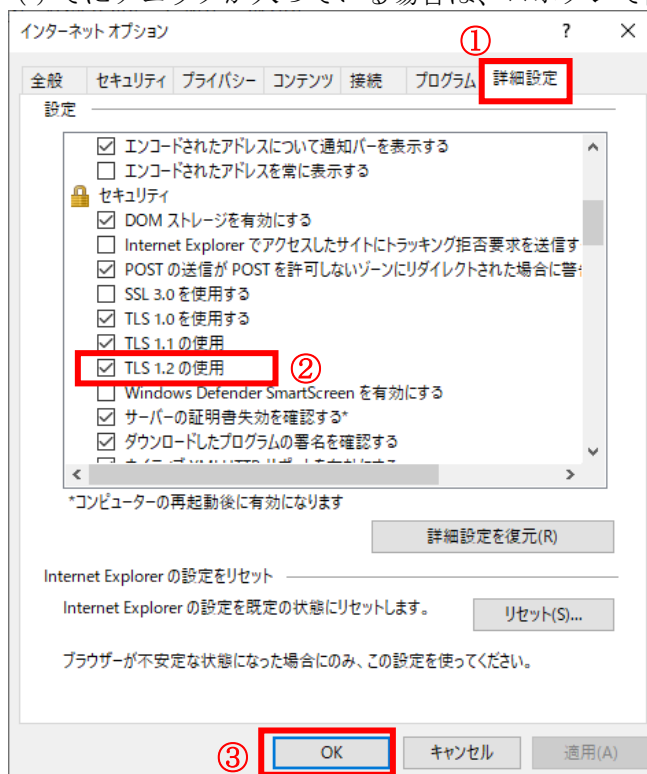 インターネット オプション
①
?
×
全般
セキュリティ
プライバシー
コンテンツ
接続
プログラム
詳細設定
設定
エンコードされたアドレスについて通知バーを表示する
エンコードされたアドレスを常に表示する
セキュリティ
DOM ストレージを有効にする
Internet Explorer でアクセスしたサイトにトラッキング拒否要求を送信す
POST の送信が POST を許可しないゾーンにリダイレクトされた場合に警
SSL 3.0 を使用する
TLS 1.0 を使用する
TLS 1.1 の使用
TLS 1.2 の使用
②
Windows Defender SmartScreen を有効にする
サーバーの証明書失効を確認する*
ダウンロードしたプログラムの署名を確認する
*コンピューターの再起動後に有効になります
詳細設定を復元(R)
Internet Explorer の設定をリセット
Internet Explorer の設定を既定の状態にリセットします。
リセット(S)...
ブラウザーが不安定な状態になった場合にのみ、この設定を使ってください。
③
OK
キャンセル
適用(A)